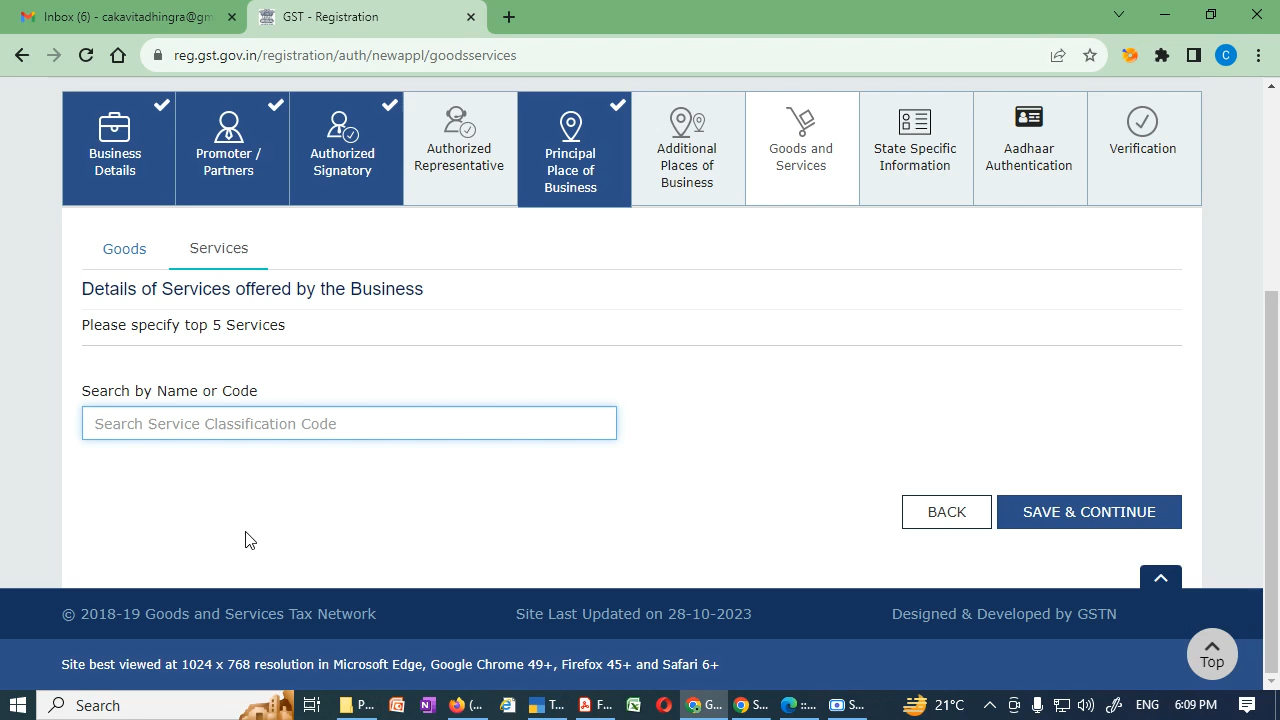 Inbox (6) - cakavitadhingra@gm
GST - Registration
reg.gst.gov.in/registration/auth/newappl/goodsservices
C
Business Details
Promoter / Partners
Authorized Signatory
Authorized Representative
Principal Place of Business
Additional Places of Business
Goods and Services
State Specific Information
Aadhaar Authentication
Verification
Goods
Services
Details of Services offered by the Business
Please specify top 5 Services
Search by Name or Code
Search Service Classification Code
BACK
SAVE & CONTINUE
© 2018-19 Goods and Services Tax Network
Site Last Updated on 28-10-2023
Designed & Developed by GSTN
Site best viewed at 1024 x 768 resolution in Microsoft Edge, Google Chrome 49+, Firefox 45+ and Safari 6+
Top
Search
P...
(...
T...
F...
G...
S...
::...
S...
21°C
ENG
6:09 PM